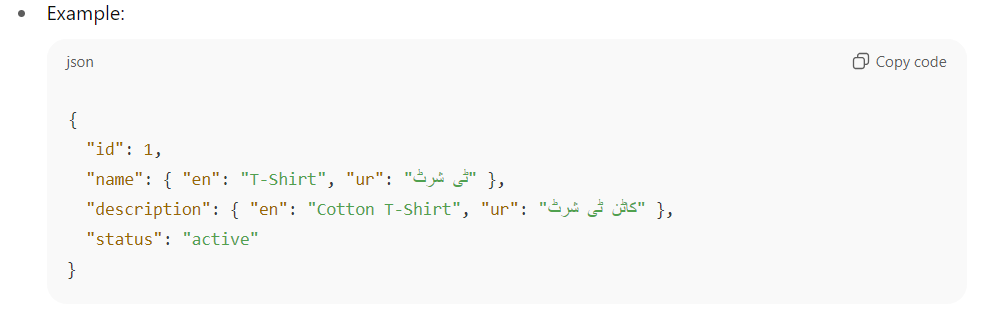 Example:
json
Copy code
{
"id": 1,
"name": { "en": "T-Shirt", "ur": "ٹی شرٹ" },
"description": { "en": "Cotton T-Shirt", "ur": "کاٹن ٹی شرٹ" },
"status": "active"
}